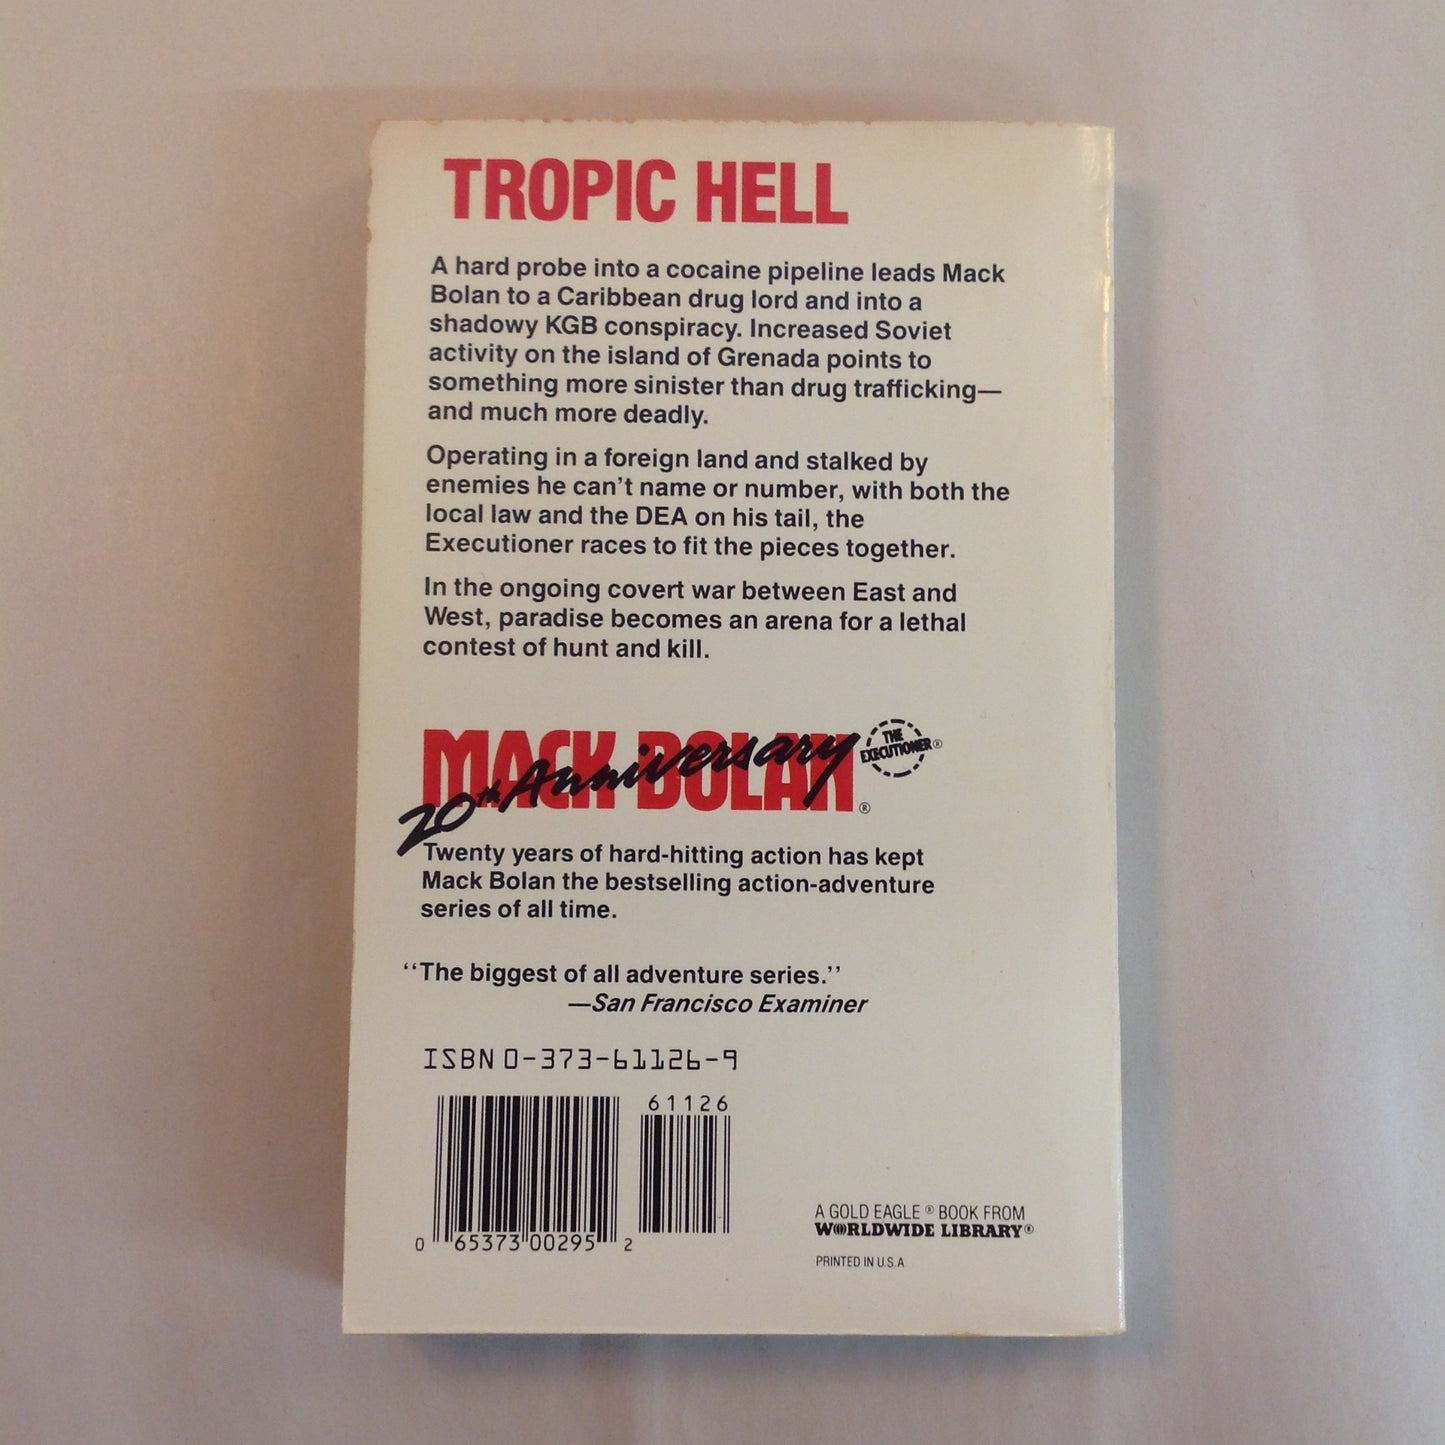 TROPIC HELL
A hard probe into a cocaine pipeline leads Mack
Bolan to a Caribbean drug lord and into a
shadowy KGB conspiracy. Increased Soviet
activity on the island of Grenada points to
something more sinister than drug trafficking—
and much more deadly.
Operating in a foreign land and stalked by
enemies he can't name or number, with both the
local law and the DEA on his tail, the
Executioner races to fit the pieces together.
In the ongoing covert war between East and
West, paradise becomes an arena for a lethal
contest of hunt and kill.
MACK BOLAN®
20th Anniversary
THE
EXECUTIONER®
Twenty years of hard-hitting action has kept
Mack Bolan the bestselling action-adventure
series of all time.
‘‘The biggest of all adventure series.’’
—San Francisco Examiner
ISBN 0-373-61126-9
61126
0 65373 00295 2
A GOLD EAGLE® BOOK FROM
WORLDWIDE LIBRARY®
PRINTED IN U.S.A